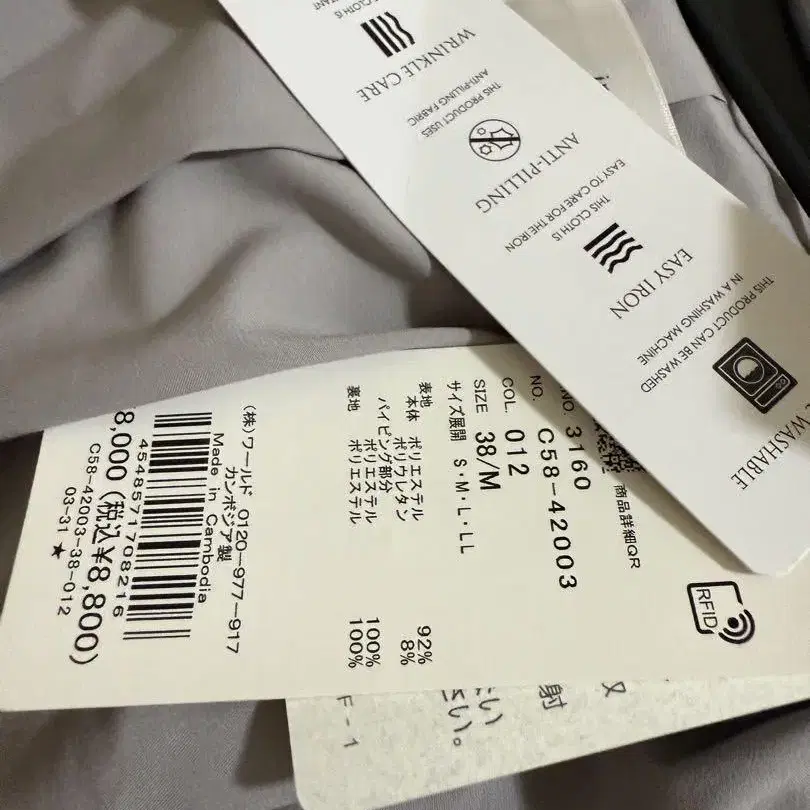 CLOTH IS
WRINKLE CARE
THIS PRODUCT USES
ANTI-PILLING FABRIC
ANTI-PILLING
THIS CLOTH IS
EASY TO CARE FOR THE IRON
EASY IRON
THIS PRODUCT CAN BE WASHED
IN A WASHING MACHINE
WASHABLE
商品詳細QR
RFID
NO. 3160
NO. C58-42003
COL. 012
SIZE 38/M
サイズ展開 S・M・L・LL
表地
本体 ポリエステル 92%
ポリウレタン 8%
パイピング部分
ポリエステル 100%
裏地 ポリエステル 100%
(株)ワールド 0120-977-917
カンボジア製
Made in Cambodia
4548571708216
8,000 (税込¥8,800)
C58-42003-38-012
03-31 ★
射
F-1